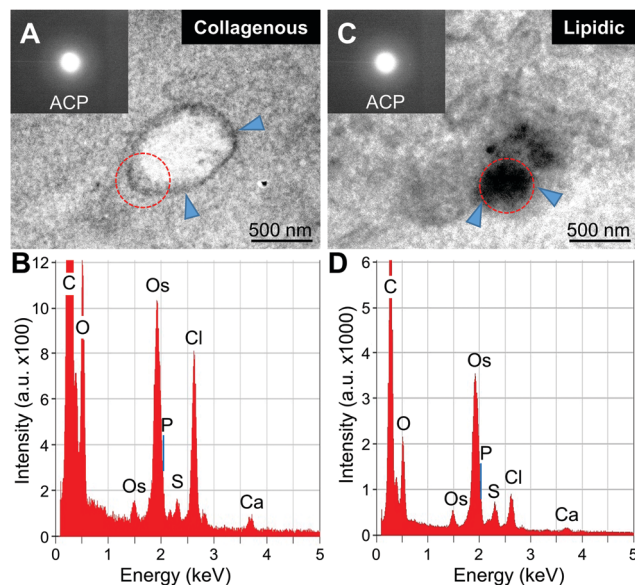 A
Collagenous
ACP
500 nm
C
Lipidic
ACP
500 nm
B
12
10
8
6
4
2
0
C
O
Os
Os
P
S
Cl
Ca
0 1 2 3 4 5
Energy (keV)
Intensity (a.u. x100)
D
6
5
4
3
2
1
0
C
O
Os
Os
P
S
Cl
Ca
0 1 2 3 4 5
Energy (keV)
Intensity (a.u. x1000)